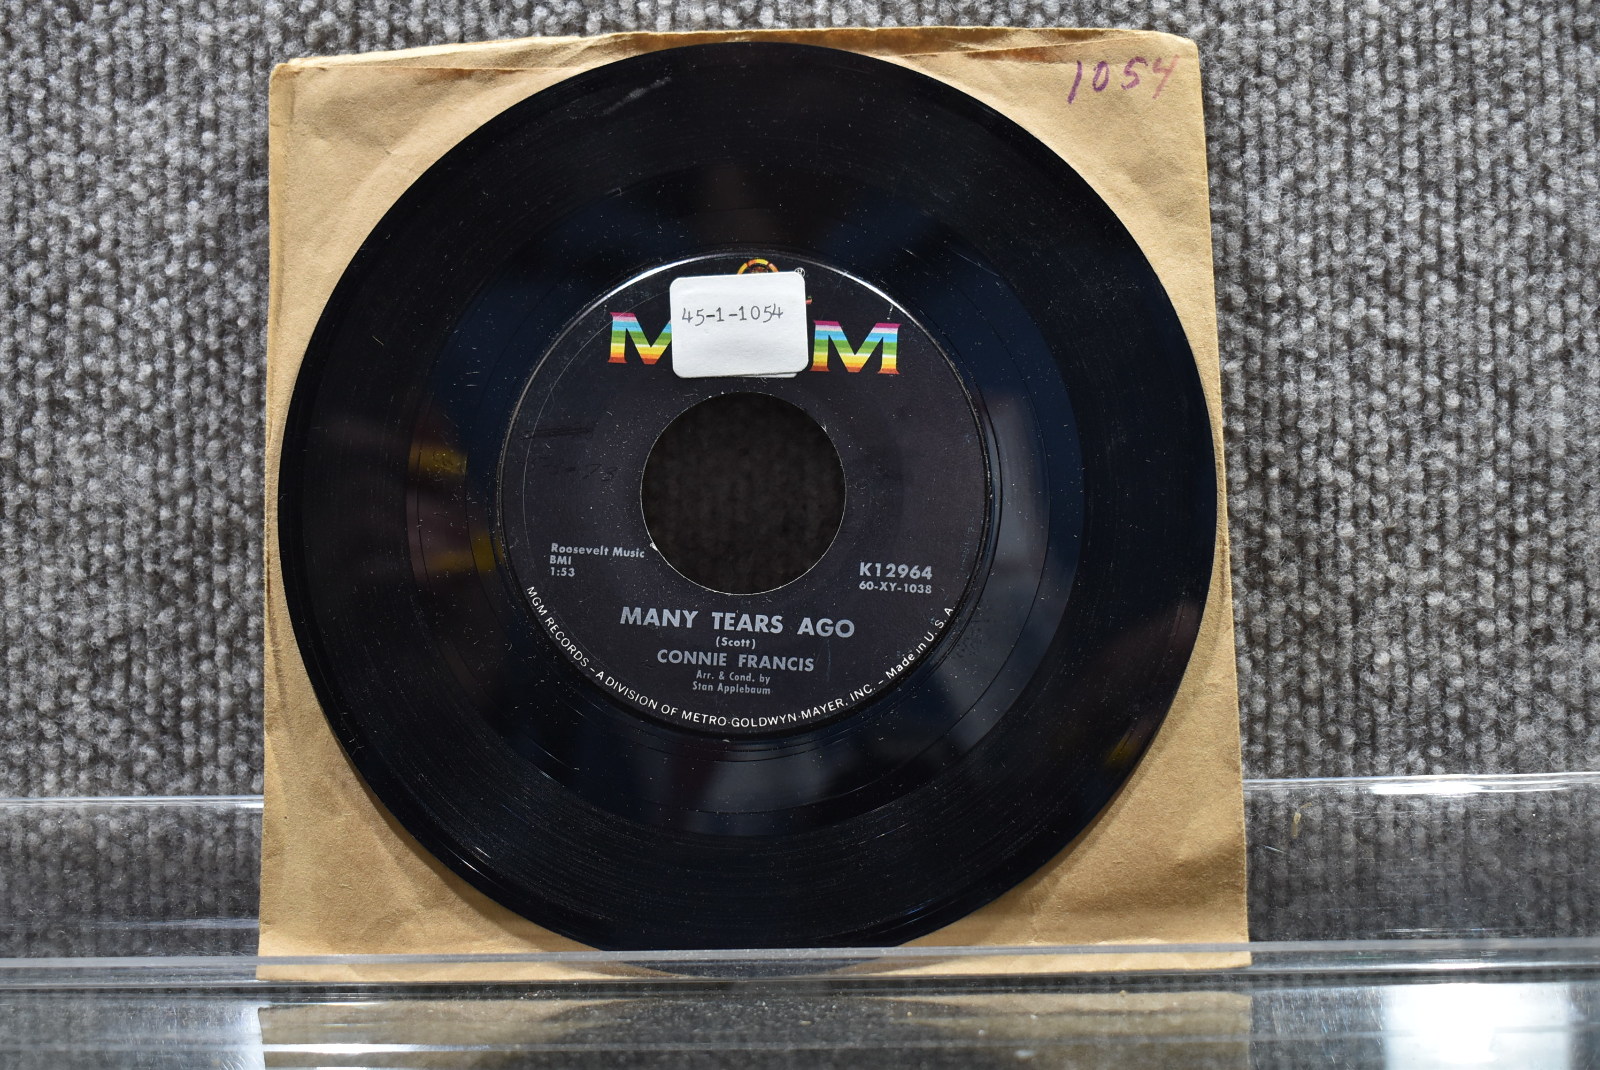 1054
M M
®
45-1-1054
Roosevelt Music
BMI
1:53
K12964
60-XY-1038
MANY TEARS AGO
(Scott)
CONNIE FRANCIS
Arr. & Cond. by
Stan Applebaum
MGM RECORDS – A DIVISION OF METRO-GOLDWYN-MAYER, INC. – Made in U. S. A